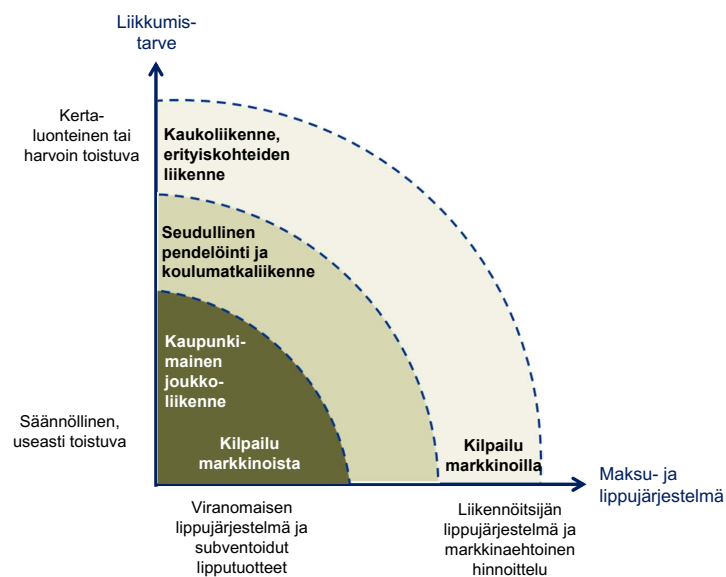 Liikkumis-
tarve
Kerta-
luonteinen tai
harvoin toistuva
Kaukoliikenne,
erityiskohteiden
liikenne
Seudullinen
pendelöinti ja
koulumatkaliikenne
Kaupunki-
mainen
joukko-
liikenne
Säännöllinen,
useasti toistuva
Kilpailu
markkinoista
Kilpailu
markkinoilla
Maksu- ja
lippujärjestelmä
Viranomaisen
lippujärjestelmä ja
subventoidut
lipputuotteet
Liikennöitsijän
lippujärjestelmä ja
markkinaehtoinen
hinnoittelu